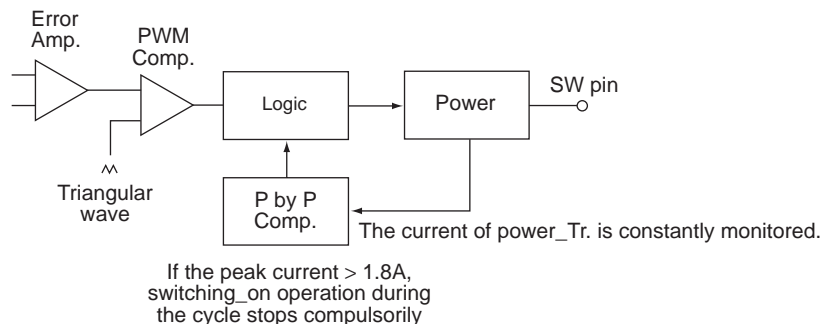 Error
Amp.
PWM
Comp.
Logic
Power
SW pin
Triangular
wave
P by P
Comp.
The current of power_Tr. is constantly monitored.
If the peak current > 1.8A,
switching_on operation during
the cycle stops compulsorily